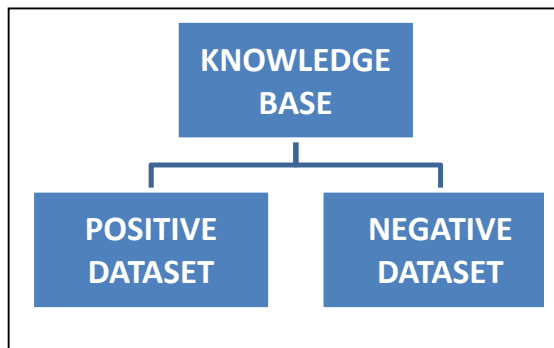 KNOWLEDGE
BASE
POSITIVE
DATASET
NEGATIVE
DATASET